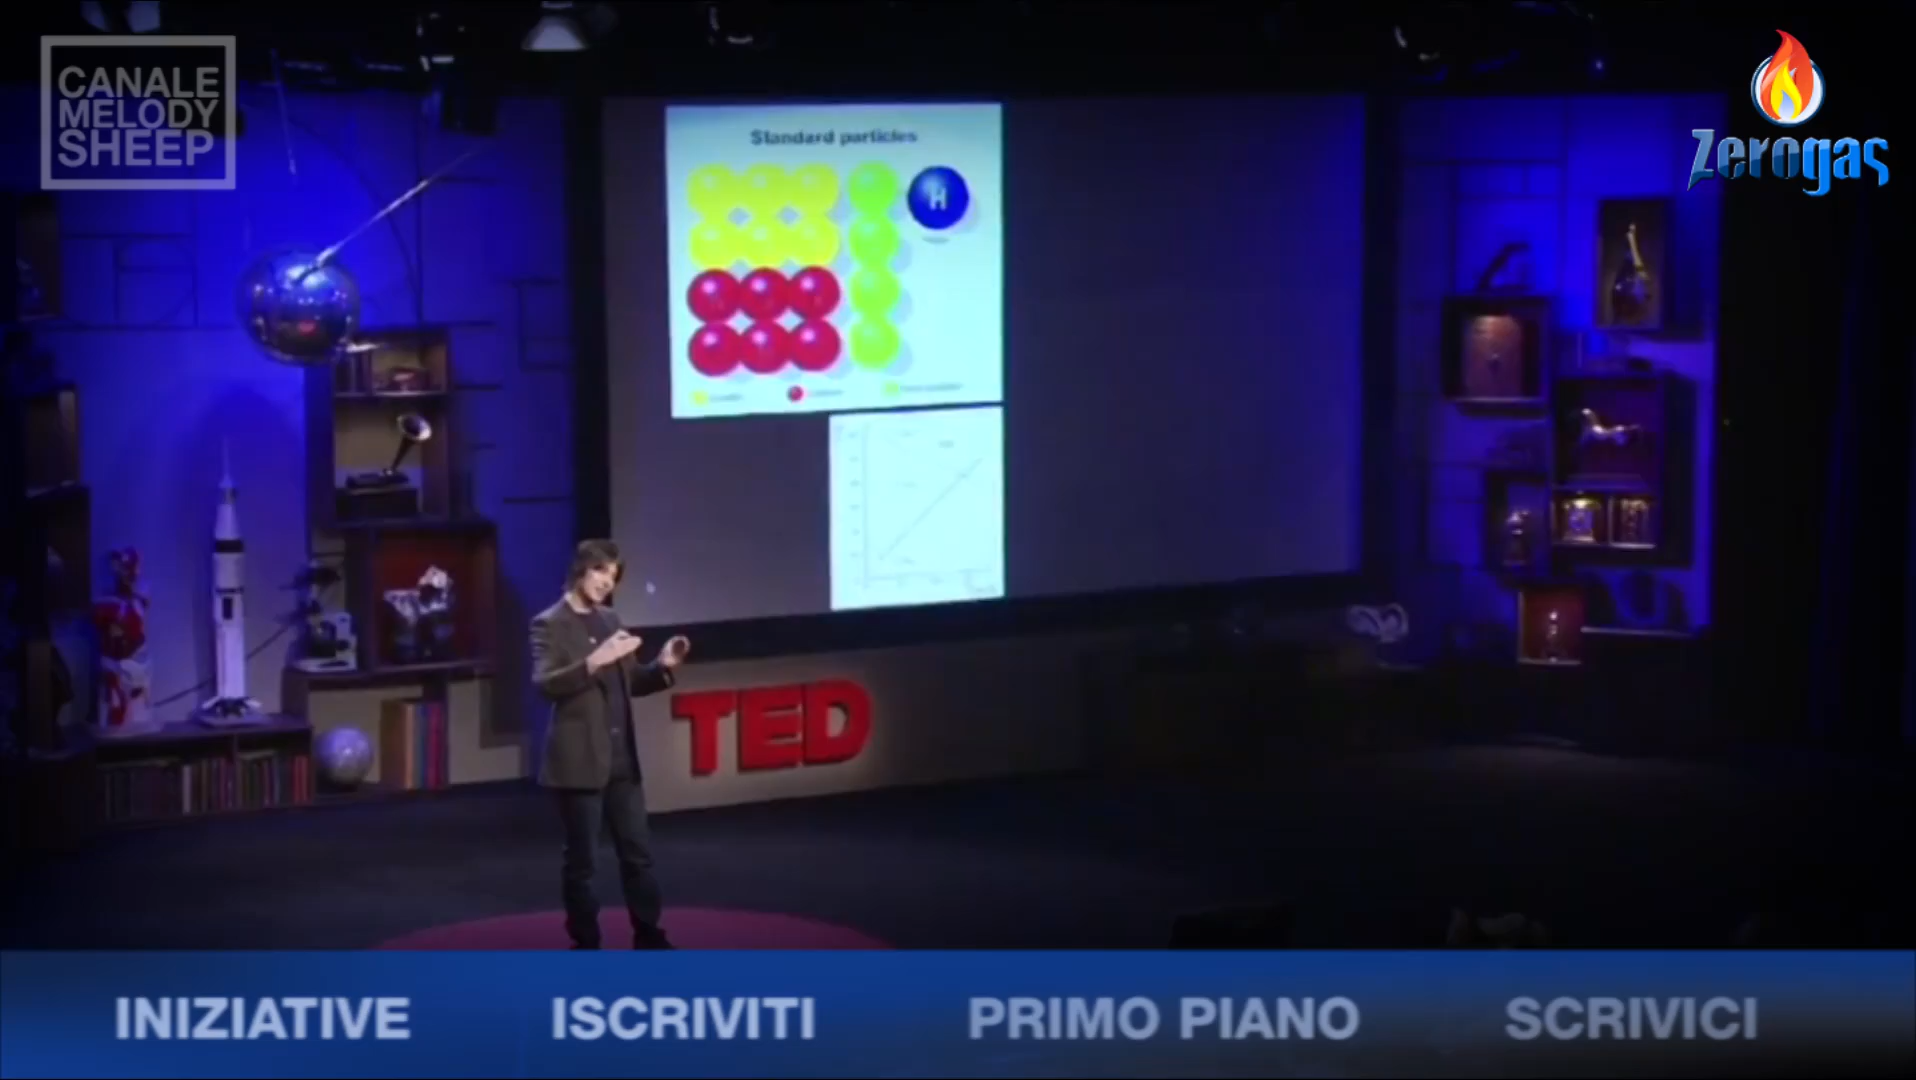 CANALE
MELODY
SHEEP
Zerogas
Standard particles
H
TED
INIZIATIVE ISCRIVITI PRIMO PIANO SCRIVICI